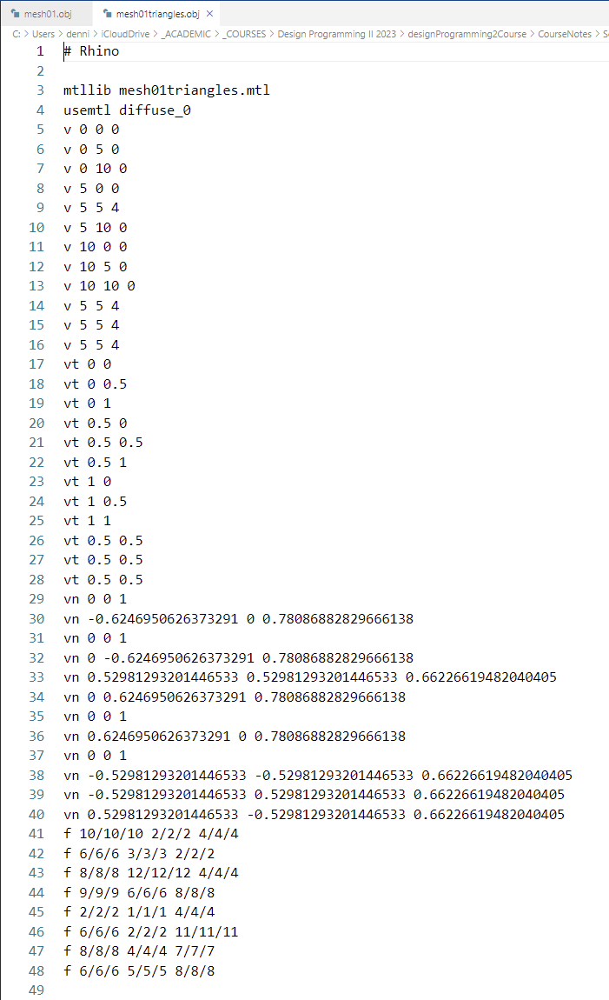 mesh01.obj mesh01triangles.obj
C: > Users > denni > iCloudDrive > _ACADEMIC > _COURSES > Design Programming II 2023 > designProgramming2Course > CourseNotes >
1 # Rhino
2
3 mtllib mesh01triangles.mtl
4 usemtl diffuse_0
5 v 0 0 0
6 v 0 5 0
7 v 0 10 0
8 v 5 0 0
9 v 5 5 4
10 v 5 10 0
11 v 10 0 0
12 v 10 5 0
13 v 10 10 0
14 v 5 5 4
15 v 5 5 4
16 v 5 5 4
17 vt 0 0
18 vt 0 0.5
19 vt 0 1
20 vt 0.5 0
21 vt 0.5 0.5
22 vt 0.5 1
23 vt 1 0
24 vt 1 0.5
25 vt 1 1
26 vt 0.5 0.5
27 vt 0.5 0.5
28 vt 0.5 0.5
29 vn 0 0 1
30 vn -0.6246950626373291 0 0.78086882829666138
31 vn 0 0 1
32 vn 0 -0.6246950626373291 0.78086882829666138
33 vn 0.52981293201446533 0.52981293201446533 0.66226619482040405
34 vn 0 0.6246950626373291 0.78086882829666138
35 vn 0 0 1
36 vn 0.6246950626373291 0 0.78086882829666138
37 vn 0 0 1
38 vn -0.52981293201446533 -0.52981293201446533 0.66226619482040405
39 vn -0.52981293201446533 0.52981293201446533 0.66226619482040405
40 vn 0.52981293201446533 -0.52981293201446533 0.66226619482040405
41 f 10/10/10 2/2/2 4/4/4
42 f 6/6/6 3/3/3 2/2/2
43 f 8/8/8 12/12/12 4/4/4
44 f 9/9/9 6/6/6 8/8/8
45 f 2/2/2 1/1/1 4/4/4
46 f 6/6/6 2/2/2 11/11/11
47 f 8/8/8 4/4/4 7/7/7
48 f 6/6/6 5/5/5 8/8/8
49